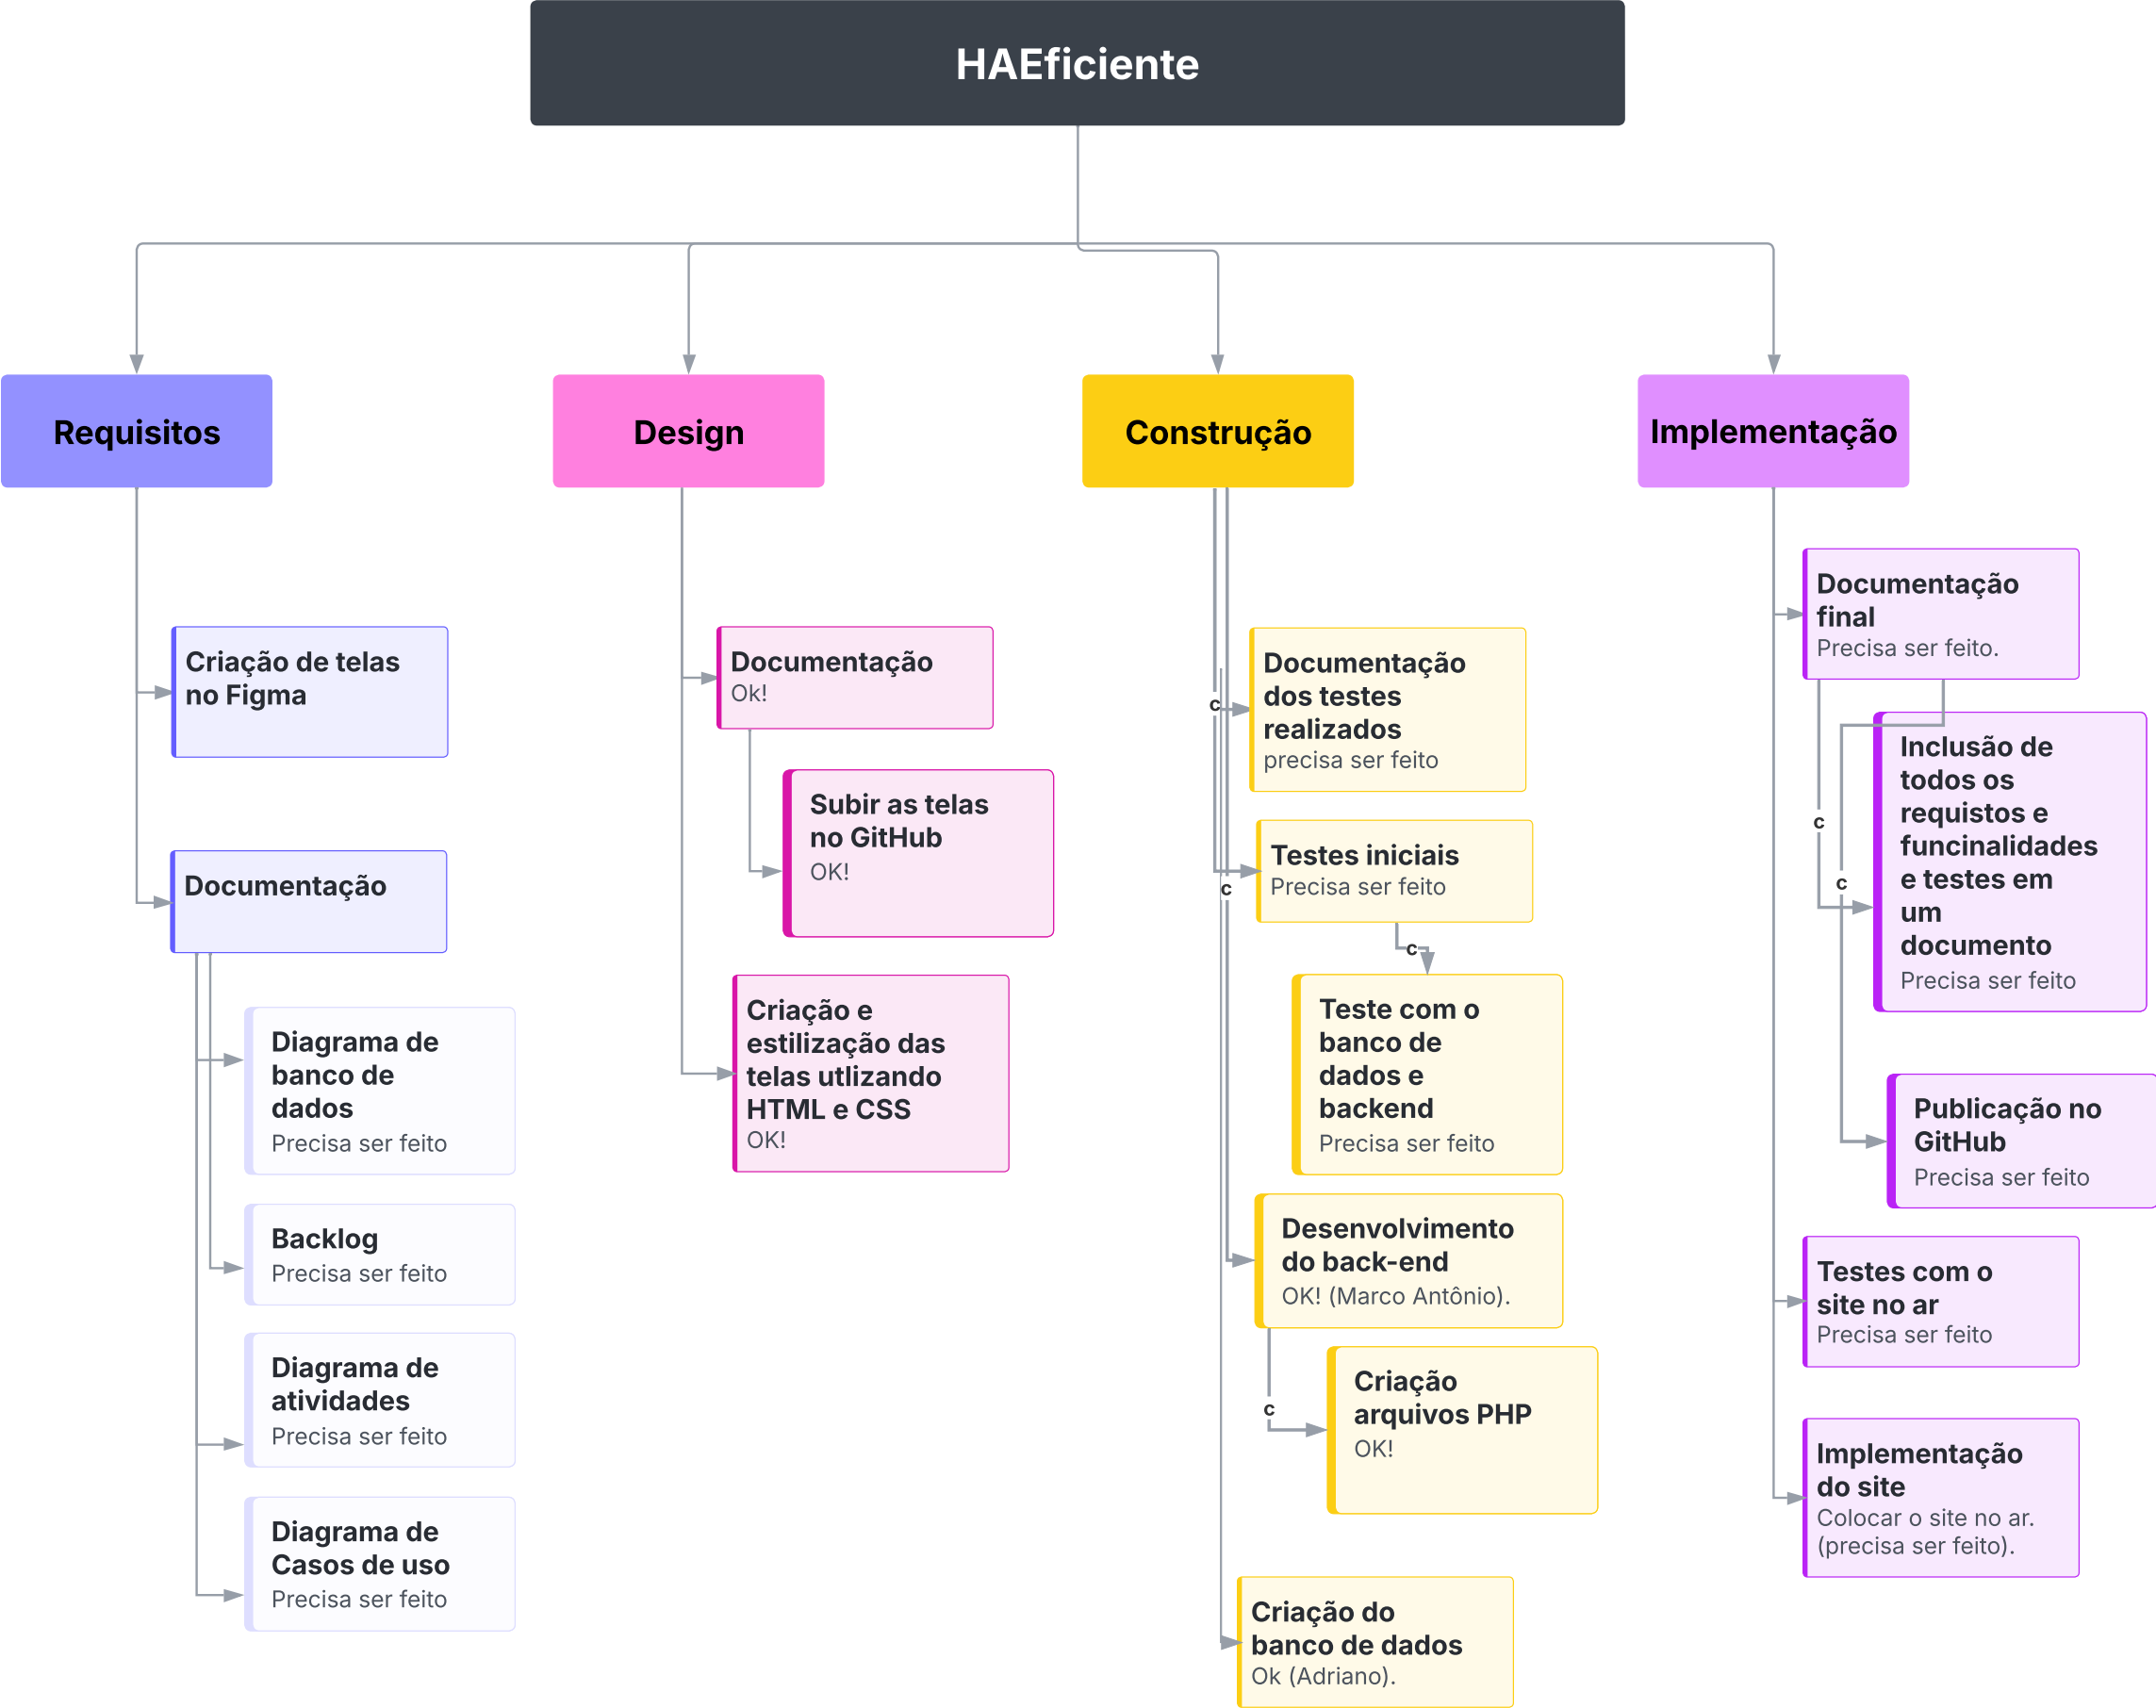 HAEficiente
Requisitos
Design
Construção
Implementação
Criação de telas
no Figma
Documentação
Diagrama de
banco de
dados
Precisa ser feito
Backlog
Precisa ser feito
Diagrama de
atividades
Precisa ser feito
Diagrama de
Casos de uso
Precisa ser feito
Documentação
Ok!
Subir as telas
no GitHub
OK!
Criação e
estilização das
telas utlizando
HTML e CSS
OK!
c
Documentação
dos testes
realizados
precisa ser feito
Testes iniciais
Precisa ser feito
c
c
Teste com o
banco de
dados e
backend
Precisa ser feito
Desenvolvimento
do back-end
OK! (Marco Antônio).
c
Criação
arquivos PHP
OK!
Criação do
banco de dados
Ok (Adriano).
Documentação
final
Precisa ser feito.
c
c
Inclusão de
todos os
requistos e
funcinalidades
e testes em
um
documento
Precisa ser feito
Publicação no
GitHub
Precisa ser feito
Testes com o
site no ar
Precisa ser feito
Implementação
do site
Colocar o site no ar.
(precisa ser feito).